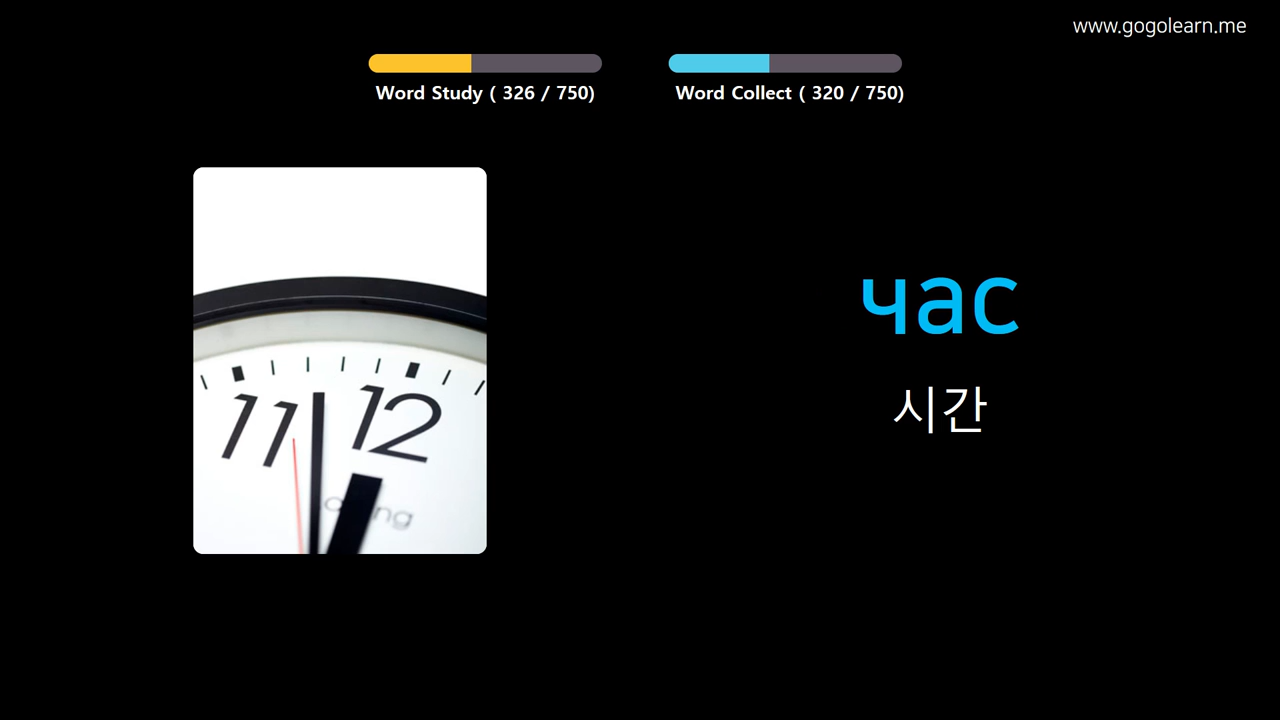 www.gogolearn.me
Word Study ( 326 / 750)
Word Collect ( 320 / 750)
час
시간
11
12